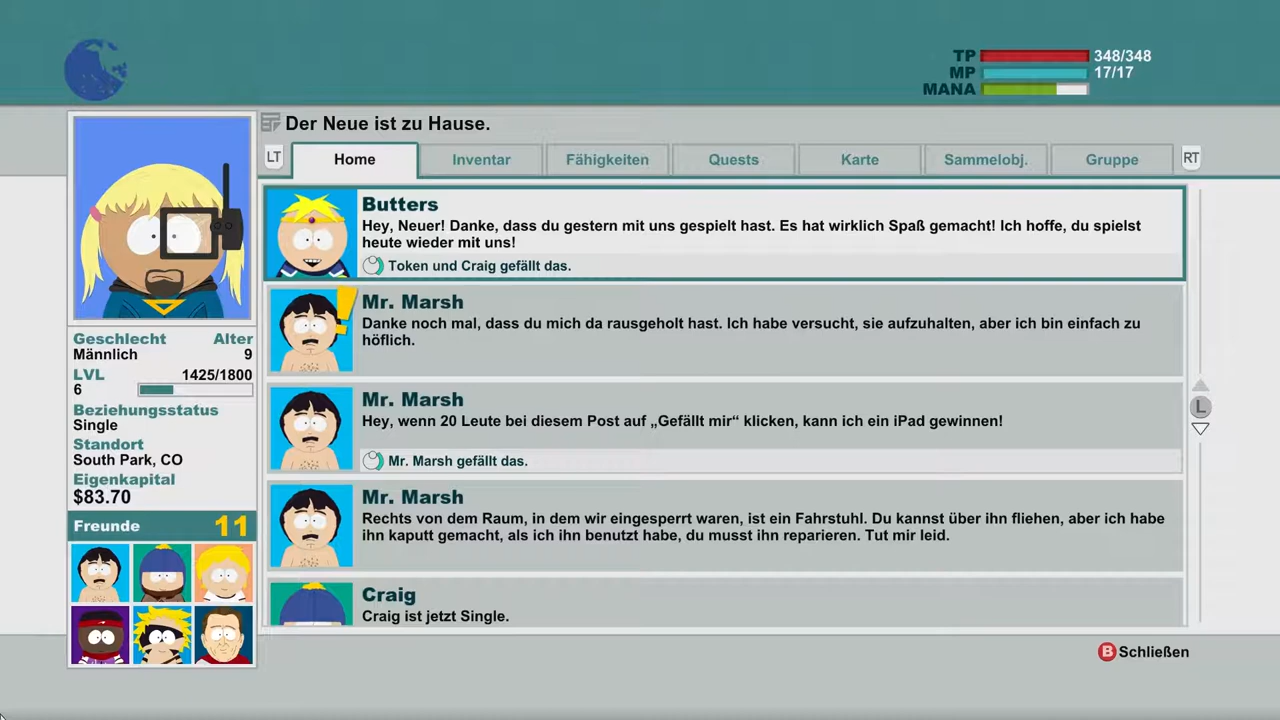 TP 348/348
MP 17/17
MANA
Der Neue ist zu Hause.
LT Home Inventar Fähigkeiten Quests Karte Sammelobj. Gruppe RT
Butters
Hey, Neuer! Danke, dass du gestern mit uns gespielt hast. Es hat wirklich Spaß gemacht! Ich hoffe, du spielst
heute wieder mit uns!
Token und Craig gefällt das.
Mr. Marsh
Danke noch mal, dass du mich da rausgeholt hast. Ich habe versucht, sie aufzuhalten, aber ich bin einfach zu
höflich.
Mr. Marsh
Hey, wenn 20 Leute bei diesem Post auf „Gefällt mir“ klicken, kann ich ein iPad gewinnen!
Mr. Marsh gefällt das.
Mr. Marsh
Rechts von dem Raum, in dem wir eingesperrt waren, ist ein Fahrstuhl. Du kannst über ihn fliehen, aber ich habe
ihn kaputt gemacht, als ich ihn benutzt habe, du musst ihn reparieren. Tut mir leid.
Craig
Craig ist jetzt Single.
Geschlecht Alter
Männlich 9
LVL 1425/1800
6
Beziehungsstatus
Single
Standort
South Park, CO
Eigenkapital
$83.70
Freunde 11
L
B Schließen